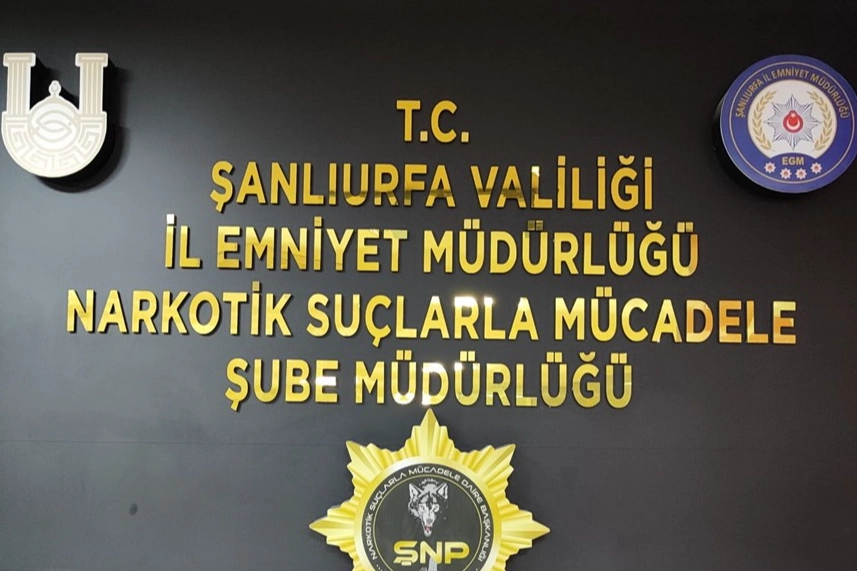 T.C.
ŞANLIURFA VALİLİĞİ
İL EMNİYET MÜDÜRLÜĞÜ
NARKOTİK SUÇLARLA MÜCADELE
ŞUBE MÜDÜRLÜĞÜ
ŞANLIURFA İL EMNİYET MÜDÜRLÜĞÜ
EGM
NARKOTİK SUÇLARLA MÜCADELE DAİRE BAŞKANLIĞI
ŞNP